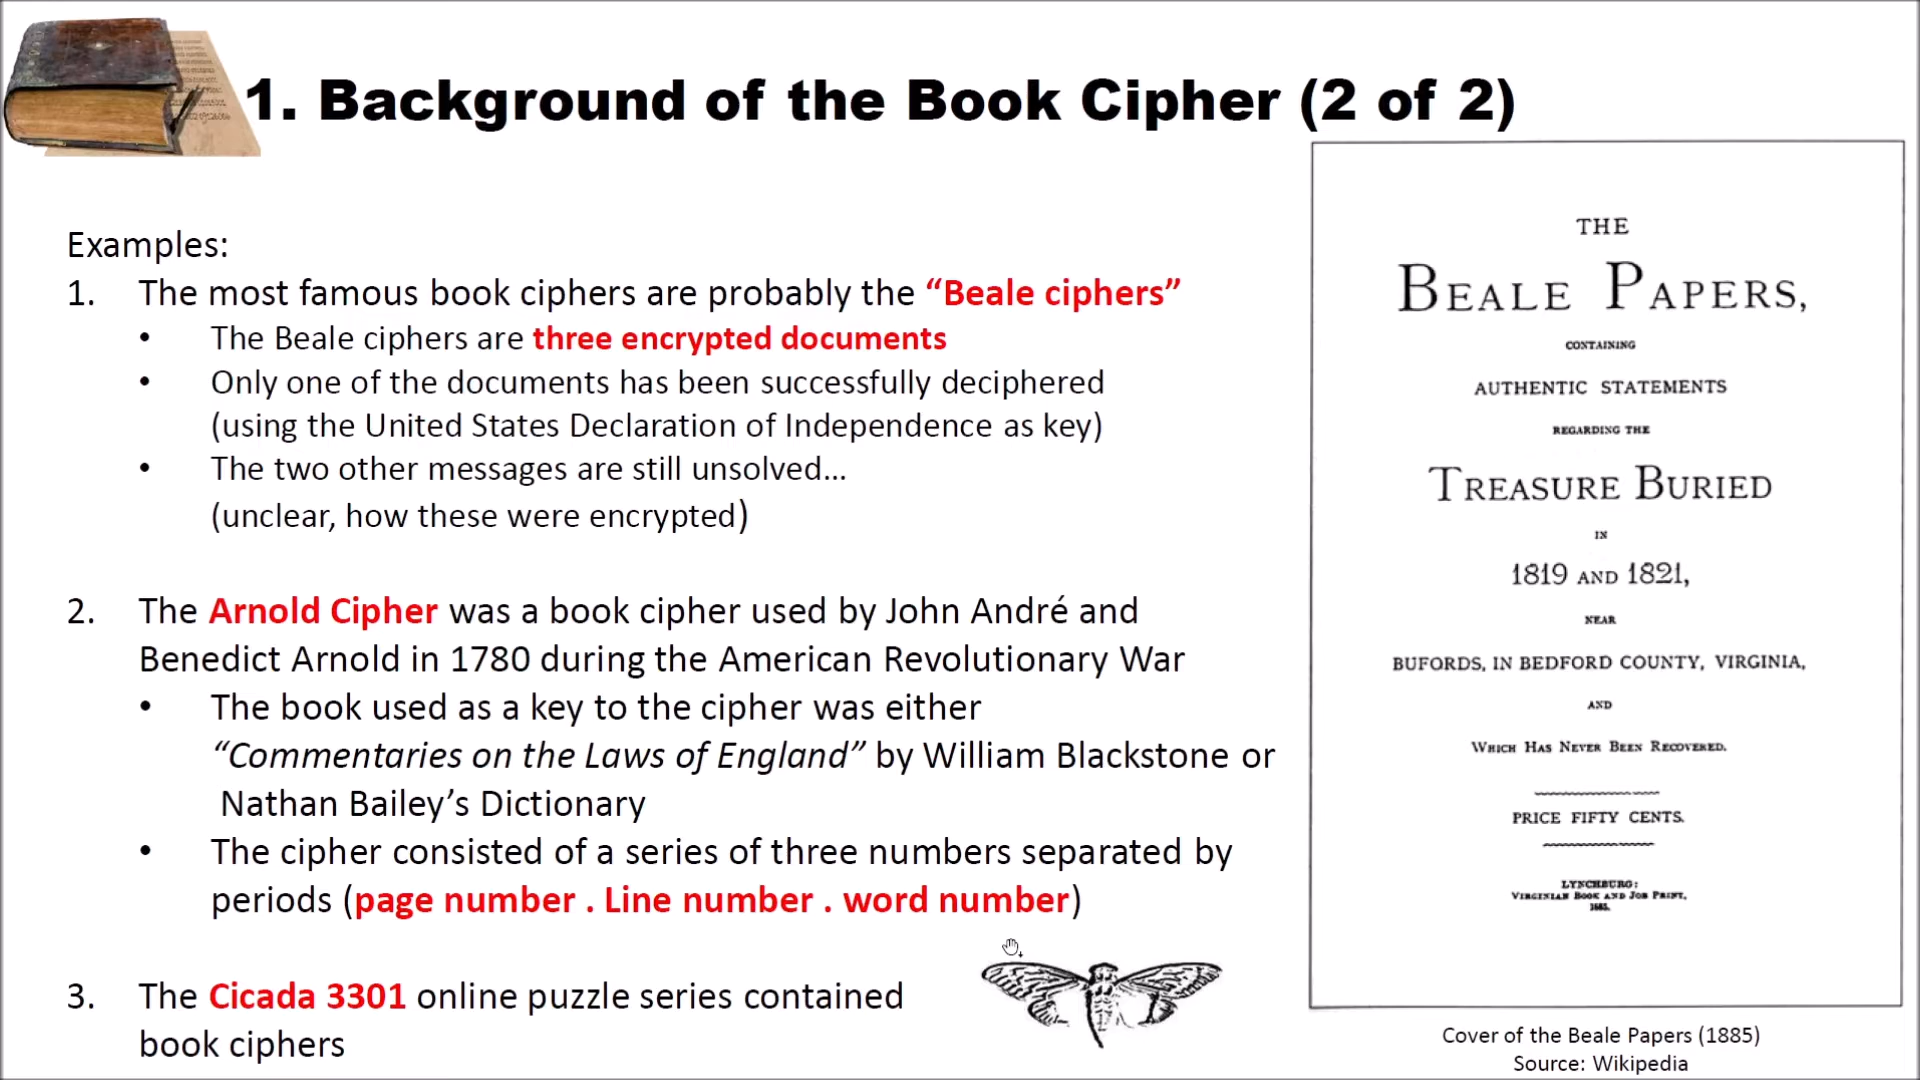 1. Background of the Book Cipher (2 of 2)
Examples:
1. The most famous book ciphers are probably the “Beale ciphers”
• The Beale ciphers are three encrypted documents
• Only one of the documents has been successfully deciphered
(using the United States Declaration of Independence as key)
• The two other messages are still unsolved...
(unclear, how these were encrypted)
2. The Arnold Cipher was a book cipher used by John André and
Benedict Arnold in 1780 during the American Revolutionary War
• The book used as a key to the cipher was either
“Commentaries on the Laws of England” by William Blackstone or
Nathan Bailey’s Dictionary
• The cipher consisted of a series of three numbers separated by
periods (page number . Line number . word number)
3. The Cicada 3301 online puzzle series contained
book ciphers
THE
BEALE PAPERS,
CONTAINING
AUTHENTIC STATEMENTS
REGARDING THE
TREASURE BURIED
IN
1819 AND 1821,
NEAR
BUFORDS, IN BEDFORD COUNTY, VIRGINIA,
AND
WHICH HAS NEVER BEEN RECOVERED.
PRICE FIFTY CENTS.
LYNCHBURG:
VIRGINIAN BOOK AND JOB PRINT,
1885.
Cover of the Beale Papers (1885)
Source: Wikipedia